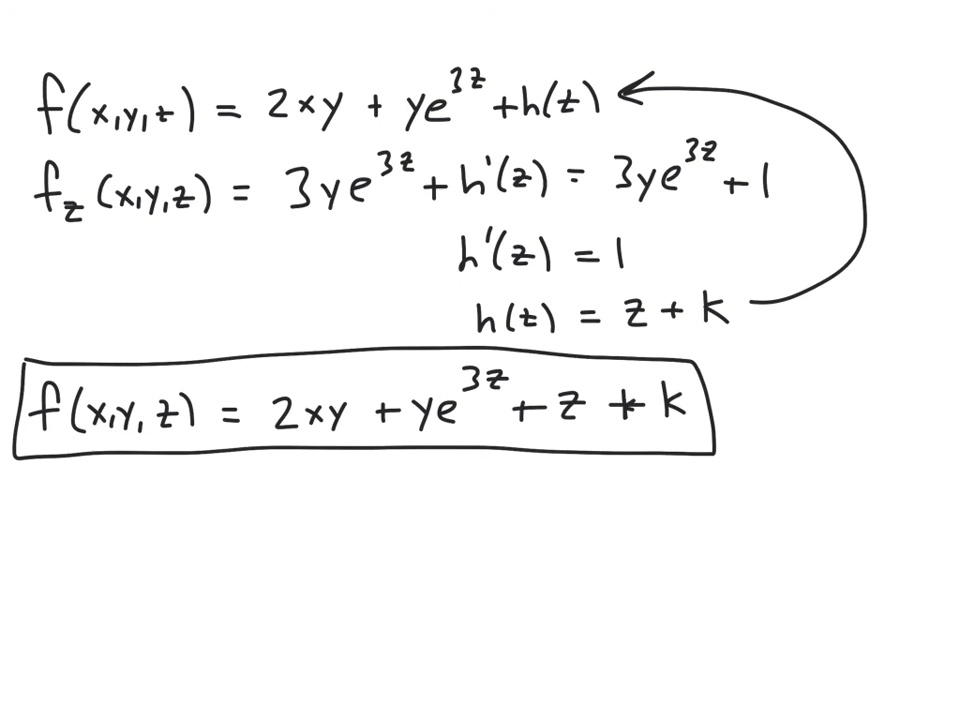 f(x,y,z) = 2xy + ye^{3z} + h(z)
f_z (x,y,z) = 3ye^{3z} + h'(z) = 3ye^{3z} + 1
h'(z) = 1
h(z) = z + k
f(x,y,z) = 2xy + ye^{3z} + z + k